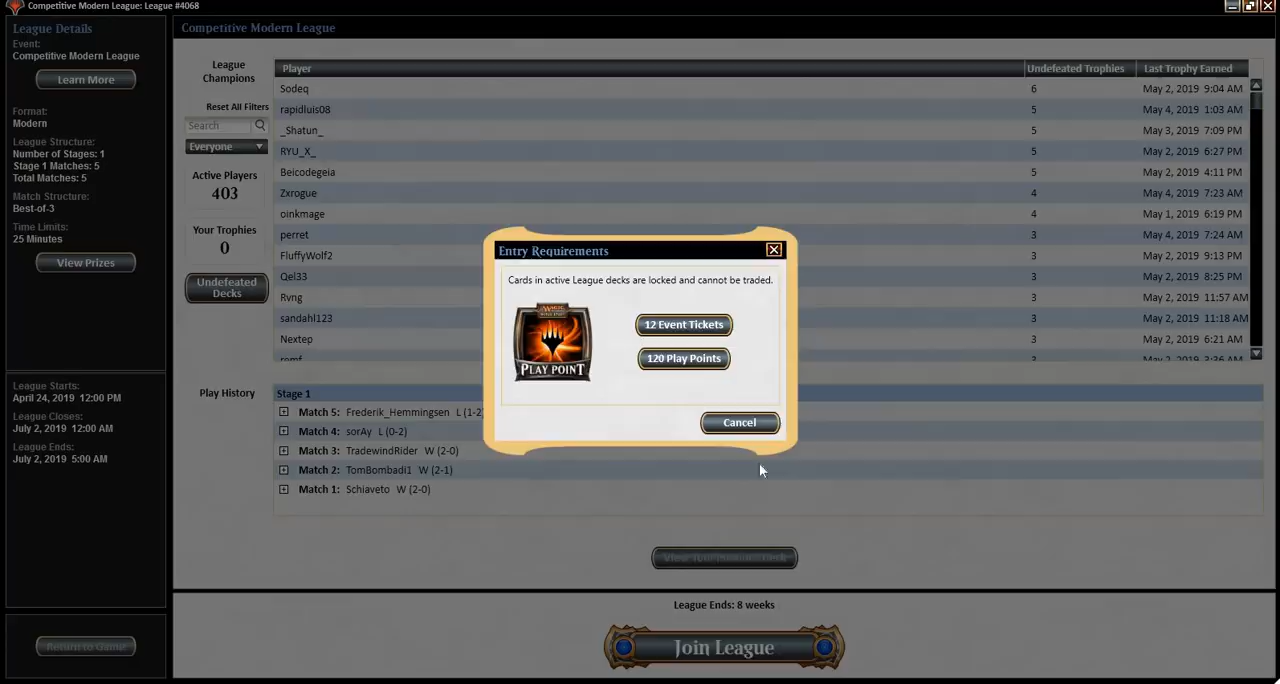 Competitive Modern League: League #4068
League Details
Event:
Competitive Modern League
Learn More
Format:
Modern
League Structure:
Number of Stages: 1
Stage 1 Matches: 5
Total Matches: 5
Match Structure:
Best-of-3
Time Limits:
25 Minutes
View Prizes
League Starts:
April 24, 2019 12:00 PM
League Closes:
July 2, 2019 12:00 AM
League Ends:
July 2, 2019 5:00 AM
Return to Game
Competitive Modern League
League
Champions
Reset All Filters
Search
Everyone
Active Players
403
Your Trophies
0
Undefeated
Decks
Player Undefeated Trophies Last Trophy Earned
Sodeq 6 May 2, 2019 9:04 AM
rapidluis08 5 May 4, 2019 1:03 AM
_Shatun_ 5 May 3, 2019 7:09 PM
RYU_X_ 5 May 2, 2019 6:27 PM
Beicodegeia 5 May 2, 2019 4:11 PM
Zxrogue 4 May 4, 2019 7:23 AM
oinkmage 4 May 1, 2019 6:19 PM
perret 3 May 4, 2019 7:24 AM
FluffyWolf2 3 May 2, 2019 9:13 PM
Qel33 3 May 2, 2019 8:25 PM
Rvng 3 May 2, 2019 11:57 AM
sandahl123 3 May 2, 2019 11:18 AM
Nextep 3 May 2, 2019 6:21 AM
Entry Requirements
Cards in active League decks are locked and cannot be traded.
PLAY POINT
12 Event Tickets
120 Play Points
Cancel
Play History
Stage 1
Match 5: Frederik_Hemmingsen L (1-2
Match 4: sorAy L (0-2)
Match 3: TradewindRider W (2-0)
Match 2: TomBombadi1 W (2-1)
Match 1: Schiaveto W (2-0)
League Ends: 8 weeks
Join League